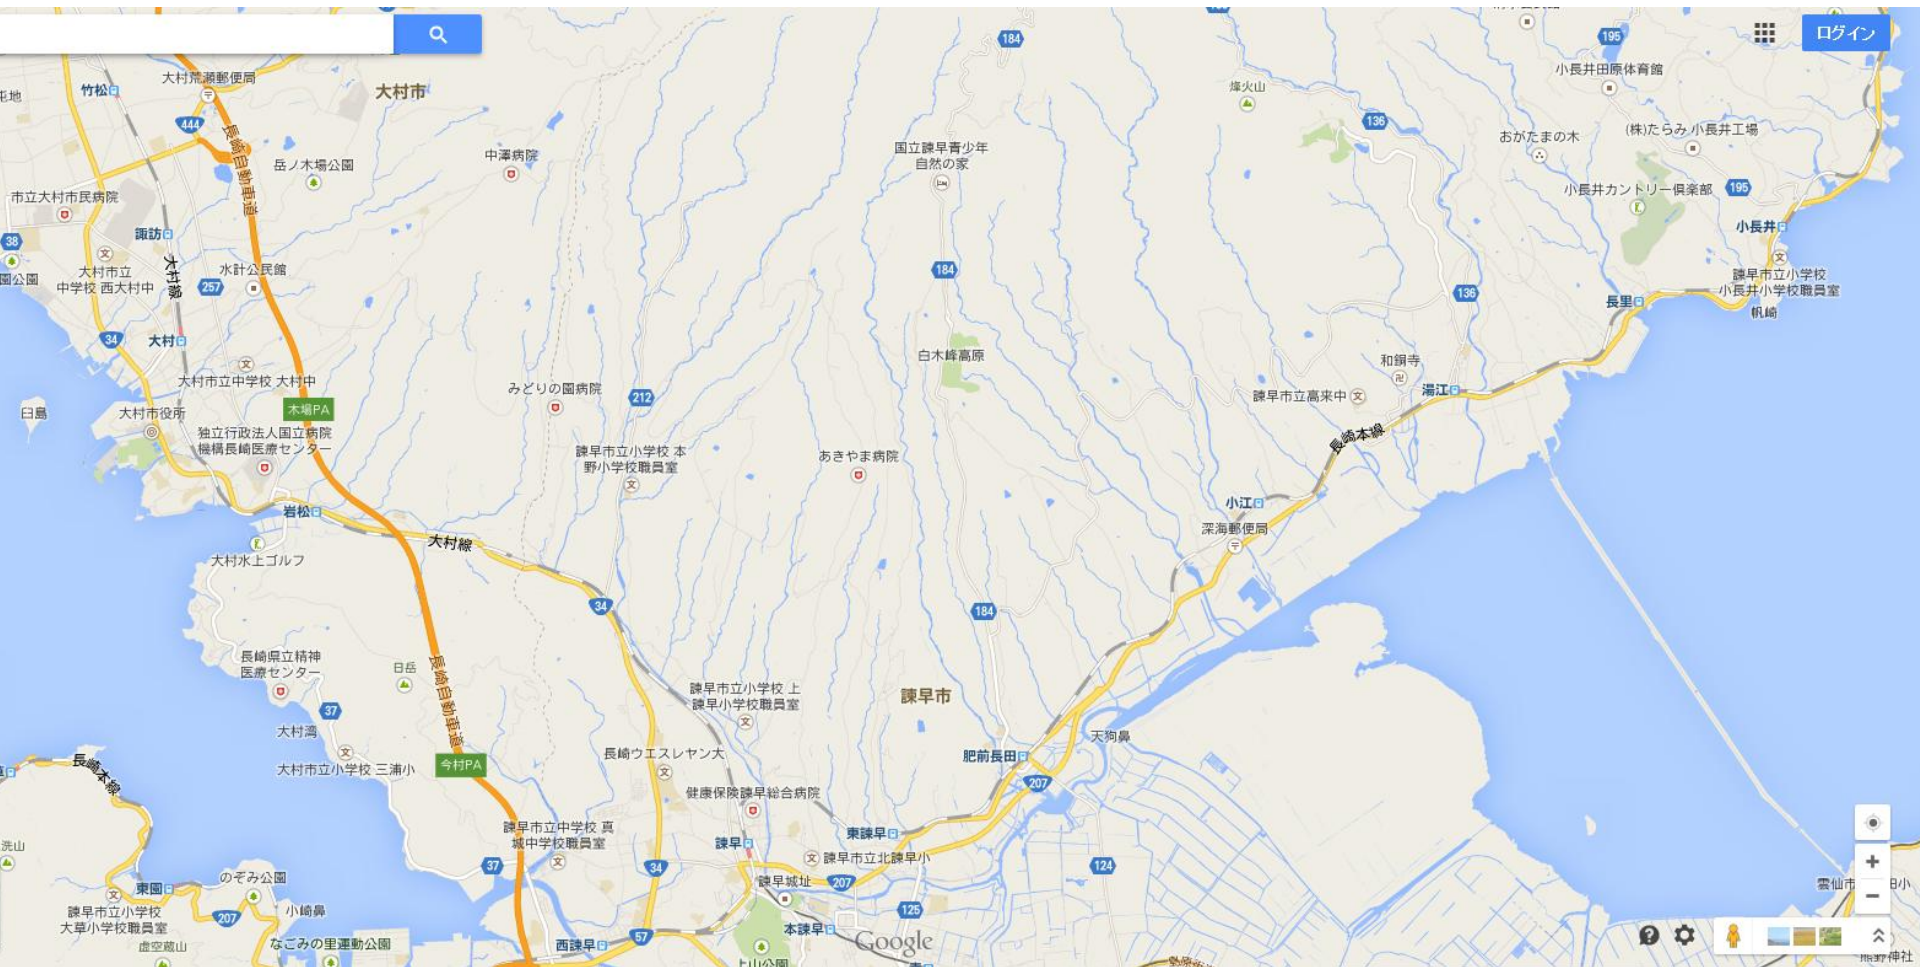 184
195
ログイン
小長井田原体育館
大村荒瀬郵便局
竹松
大村市
烽火山
444
136
おがたまの木
(株)たらみ 小長井工場
長崎自動車道
岳ノ木場公園
中澤病院
国立諫早青少年
自然の家
小長井カントリー倶楽部
195
市立大村市民病院
38
諏訪
小長井
大村市立
中学校 西大村中
大村線
水計公民館
257
184
136
諫早市立小学校
小長井小学校職員室
長里
帆崎
34
大村
白木峰高原
和銅寺
大村市立中学校 大村中
みどりの園病院
212
諫早市立高来中
湯江
臼島
大村市役所
木場PA
独立行政法人国立病院
機構長崎医療センター
長崎本線
諫早市立小学校 本
野小学校職員室
あきやま病院
岩松
小江
深海郵便局
大村線
大村水上ゴルフ
34
184
長崎県立精神
医療センター
日岳
長崎自動車道
諫早市立小学校 上
諫早小学校職員室
諫早市
37
大村湾
天狗鼻
長崎本線
大村市立小学校 三浦小
今村PA
長崎ウエスレヤン大
肥前長田
207
健康保険諫早総合病院
諫早市立中学校 真
城中学校職員室
諫早
東諫早
37
34
諫早市立北諫早小
124
のぞみ公園
東園
諫早城址
207
雲仙市
諫早市立小学校
大草小学校職員室
207
小崎鼻
125
虚空蔵山
なごみの里運動公園
西諫早
57
本諫早
Google
上山公園
熊野神社